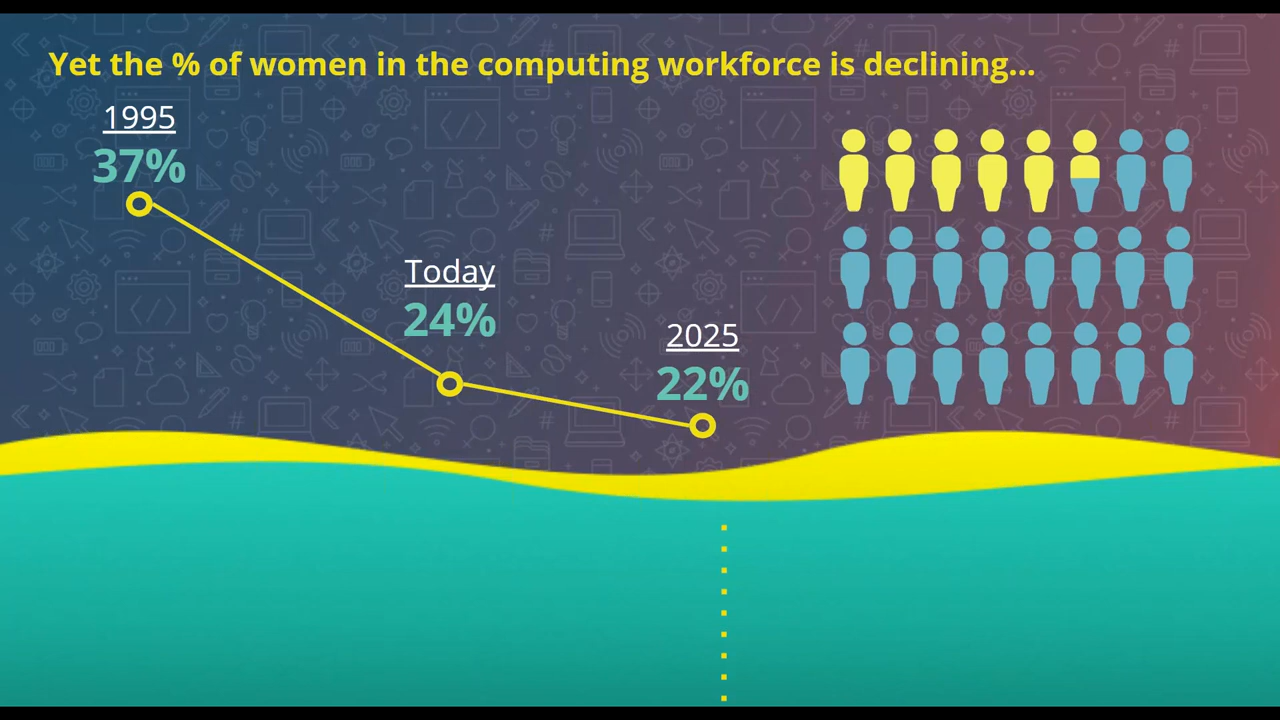 Yet the % of women in the computing workforce is declining...
1995
37%
Today
24%
2025
22%